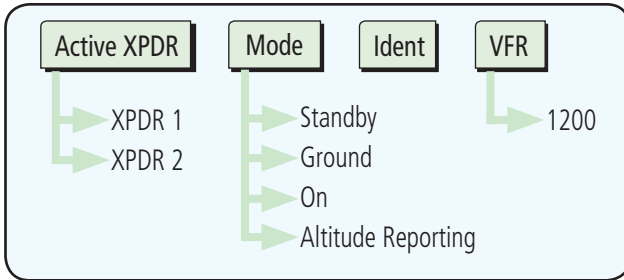 Active XPDR
Mode
Ident
VFR
XPDR 1
XPDR 2
Standby
Ground
On
Altitude Reporting
1200